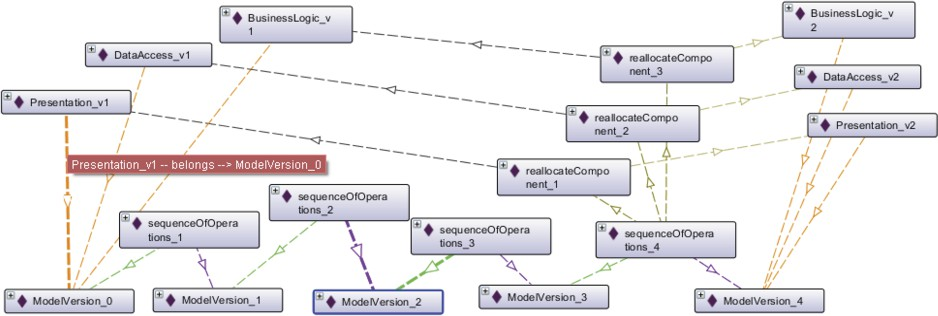 BusinessLogic_v
1
BusinessLogic_v
2
DataAccess_v1
reallocateCompo
nent_3
DataAccess_v2
Presentation_v1
reallocateCompo
nent_2
Presentation_v2
Presentation_v1 -- belongs --> ModelVersion_0
reallocateCompo
nent_1
sequenceOfOpera
tions_1
sequenceOfOpera
tions_2
sequenceOfOpera
tions_3
sequenceOfOpera
tions_4
ModelVersion_0
ModelVersion_1
ModelVersion_2
ModelVersion_3
ModelVersion_4